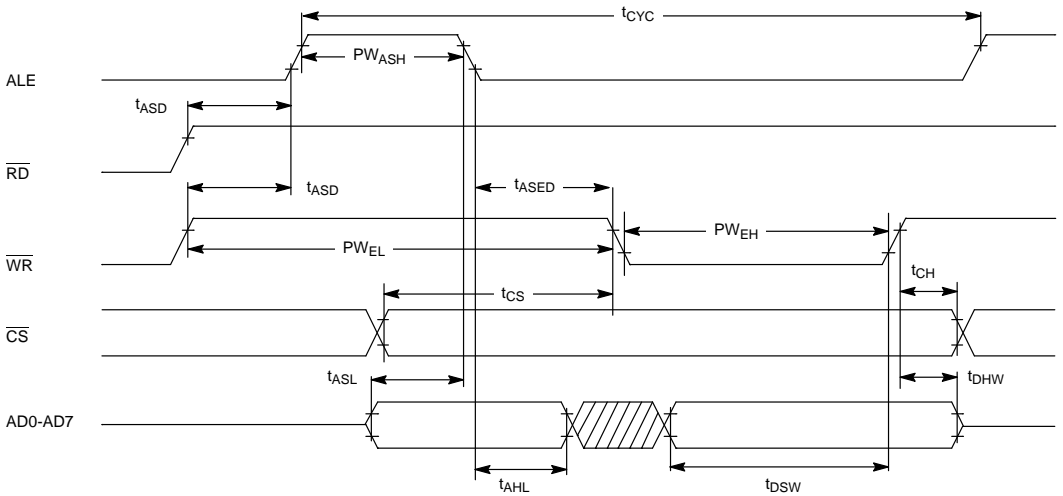 tCYC
PWASH
ALE
tASD
RD
tASD
tASED
PWEL
PWEH
WR
tCH
tCS
CS
tASL
tDHW
AD0-AD7
tAHL
tDSW